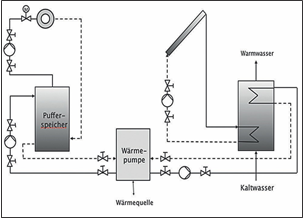 M
Warmwasser
Puffer-
speicher
Wärme-
pumpe
Kaltwasser
Wärmequelle